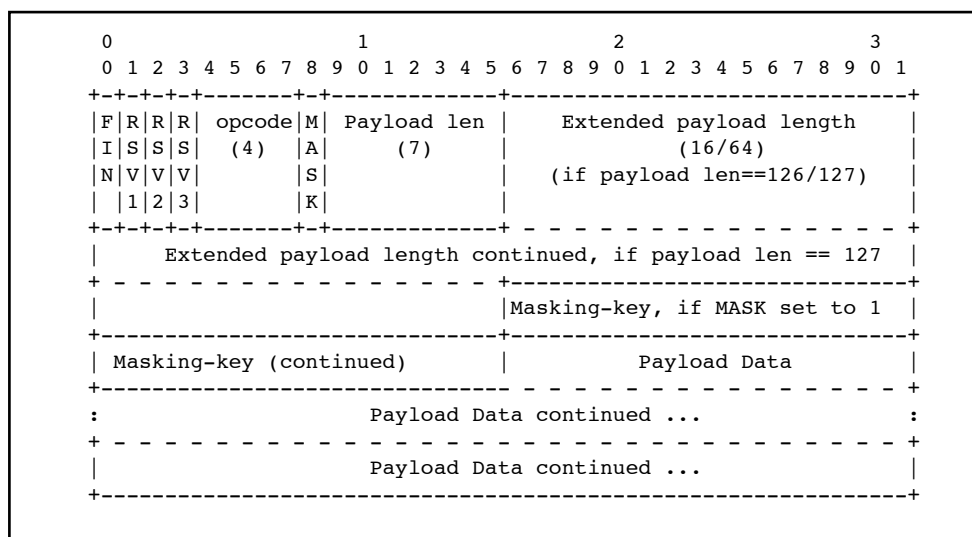 0                   1                   2                   3
 0 1 2 3 4 5 6 7 8 9 0 1 2 3 4 5 6 7 8 9 0 1 2 3 4 5 6 7 8 9 0 1
+-+-+-+-+-------+-+-------------+-------------------------------+
|F|R|R|R| opcode|M| Payload len |    Extended payload length    |
|I|S|S|S|  (4)  |A|     (7)     |             (16/64)           |
|N|V|V|V|       |S|             |   (if payload len==126/127)   |
| |1|2|3|       |K|             |                               |
+-+-+-+-+-------+-+-------------+ - - - - - - - - - - - - - - - +
|     Extended payload length continued, if payload len == 127  |
+ - - - - - - - - - - - - - - - +-------------------------------+
|                               |Masking-key, if MASK set to 1  |
+-------------------------------+-------------------------------+
| Masking-key (continued)       |          Payload Data         |
+-------------------------------- - - - - - - - - - - - - - - - +
:                     Payload Data continued ...                :
+ - - - - - - - - - - - - - - - - - - - - - - - - - - - - - - - +
|                     Payload Data continued ...                |
+---------------------------------------------------------------+